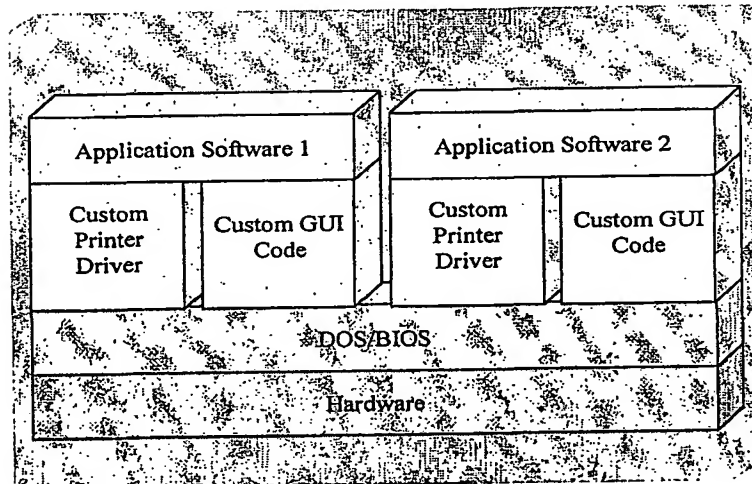 Application Software 1
Application Software 2
Custom
Printer
Driver
Custom GUI
Code
Custom
Printer
Driver
Custom GUI
Code
DOS/BIOS
Hardware